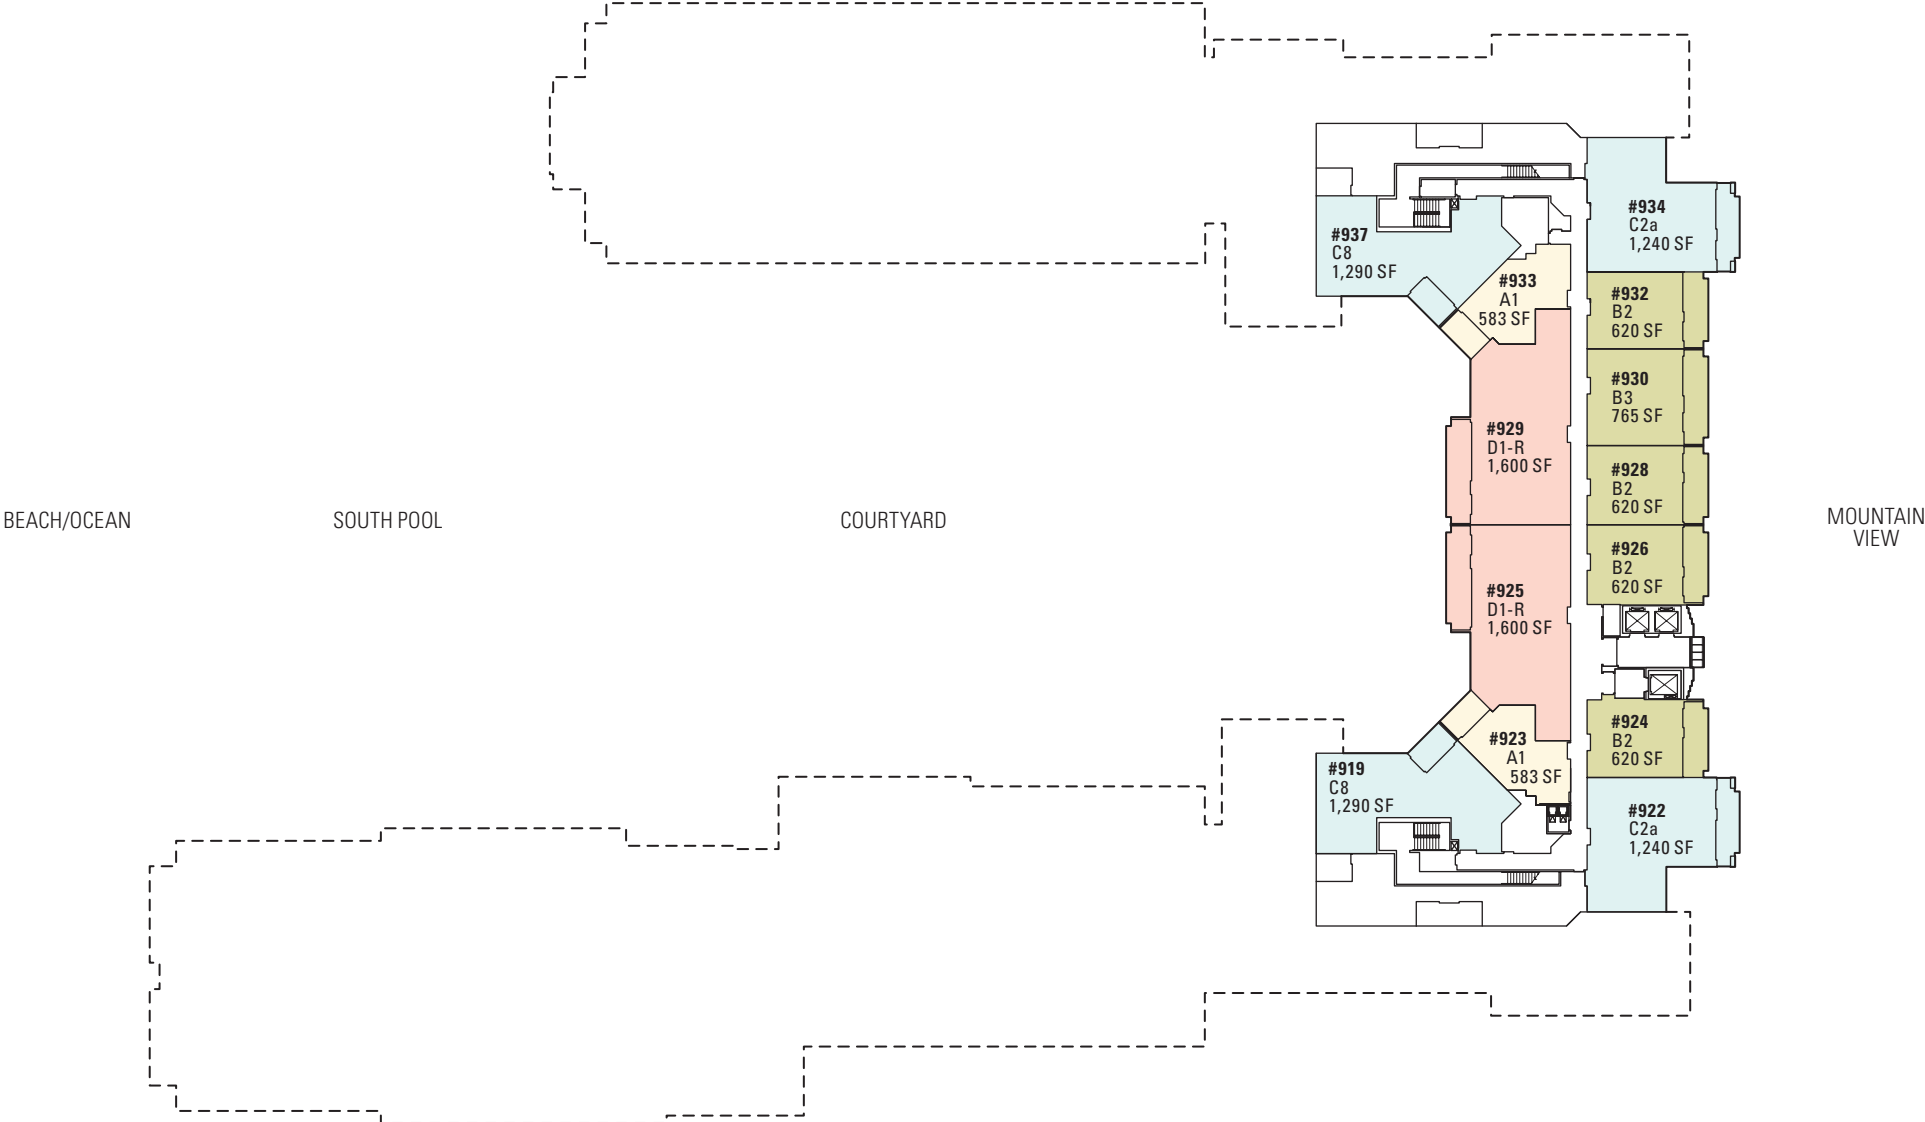 #934
C2a
1,240 SF
#937
C8
1,290 SF
#933
A1
583 SF
#932
B2
620 SF
#930
B3
765 SF
#929
D1-R
1,600 SF
#928
B2
620 SF
BEACH/OCEAN
SOUTH POOL
COURTYARD
MOUNTAIN
VIEW
#926
B2
620 SF
#925
D1-R
1,600 SF
#924
B2
620 SF
#923
A1
583 SF
#919
C8
1,290 SF
#922
C2a
1,240 SF